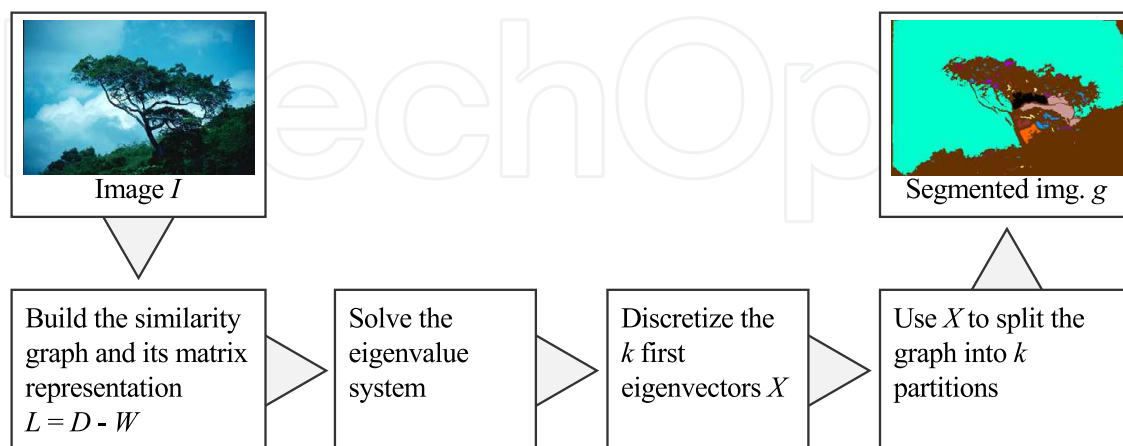 Image I
Segmented img. g
Build the similarity
graph and its matrix
representation
L = D - W
Solve the
eigenvalue
system
Discretize the
k first
eigenvectors X
Use X to split the
graph into k
partitions